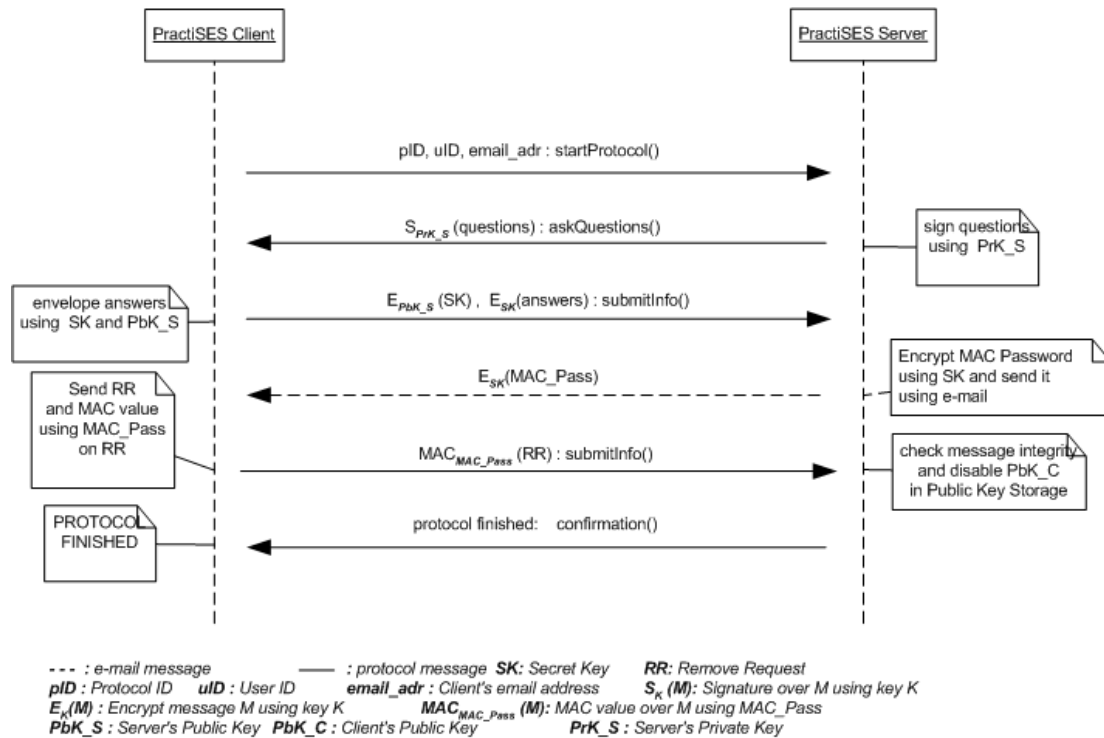 PractiSES Client
PractiSES Server
pID, uID, email_adr : startProtocol()
S_PrK_S (questions) : askQuestions()
sign questions
using PrK_S
envelope answers
using SK and PbK_S
E_PbK_S (SK) , E_SK(answers) : submitInfo()
Encrypt MAC Password
using SK and send it
using e-mail
E_SK(MAC_Pass)
Send RR
and MAC value
using MAC_Pass
on RR
MAC_MAC_Pass (RR) : submitInfo()
check message integrity
and disable PbK_C
in Public Key Storage
PROTOCOL
FINISHED
protocol finished: confirmation()
--- : e-mail message —— : protocol message SK: Secret Key RR: Remove Request
pID : Protocol ID uID : User ID email_adr : Client's email address S_K (M): Signature over M using key K
E_K(M) : Encrypt message M using key K MAC_MAC_Pass (M): MAC value over M using MAC_Pass
PbK_S : Server's Public Key PbK_C : Client's Public Key PrK_S : Server's Private Key